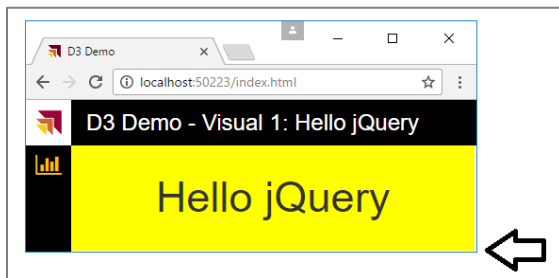 D3 Demo
localhost:50223/index.html
D3 Demo - Visual 1: Hello jQuery
Hello jQuery